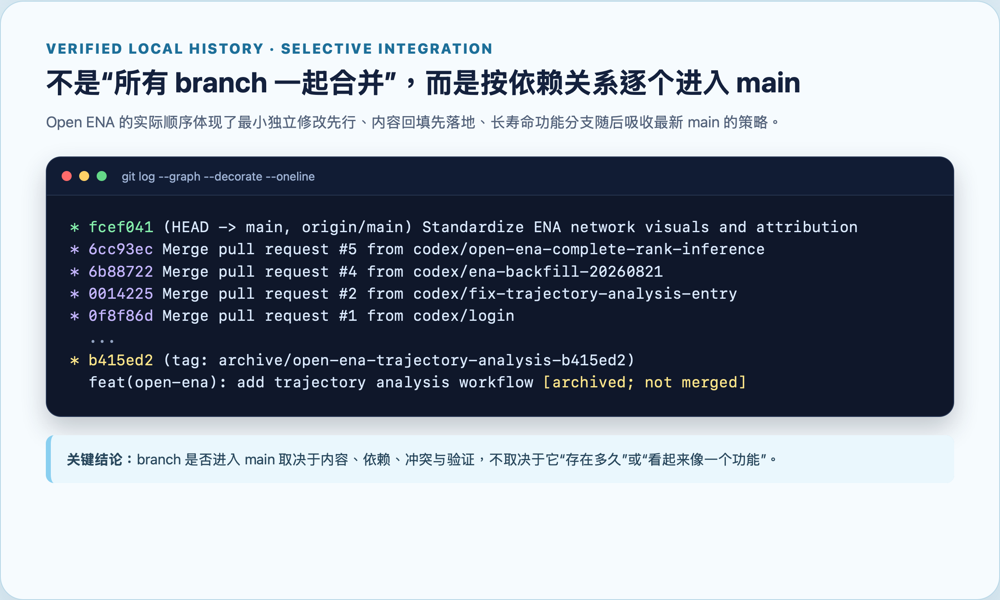 VERIFIED LOCAL HISTORY · SELECTIVE INTEGRATION
不是“所有 branch 一起合并”，而是按依赖关系逐个进入 main
Open ENA 的实际顺序体现了最小独立修改先行、内容回填先落地、长寿命功能分支随后吸收最新 main 的策略。
git log --graph --decorate --oneline
* fcef041 (HEAD -> main, origin/main) Standardize ENA network visuals and attribution
* 6cc93ec Merge pull request #5 from codex/open-ena-complete-rank-inference
* 6b88722 Merge pull request #4 from codex/ena-backfill-20260821
* 0014225 Merge pull request #2 from codex/fix-trajectory-analysis-entry
* 0f8f86d Merge pull request #1 from codex/login
...
* b415ed2 (tag: archive/open-ena-trajectory-analysis-b415ed2)
feat(open-ena): add trajectory analysis workflow [archived; not merged]
关键结论：branch 是否进入 main 取决于内容、依赖、冲突与验证，不取决于它“存在多久”或“看起来像一个功能”。